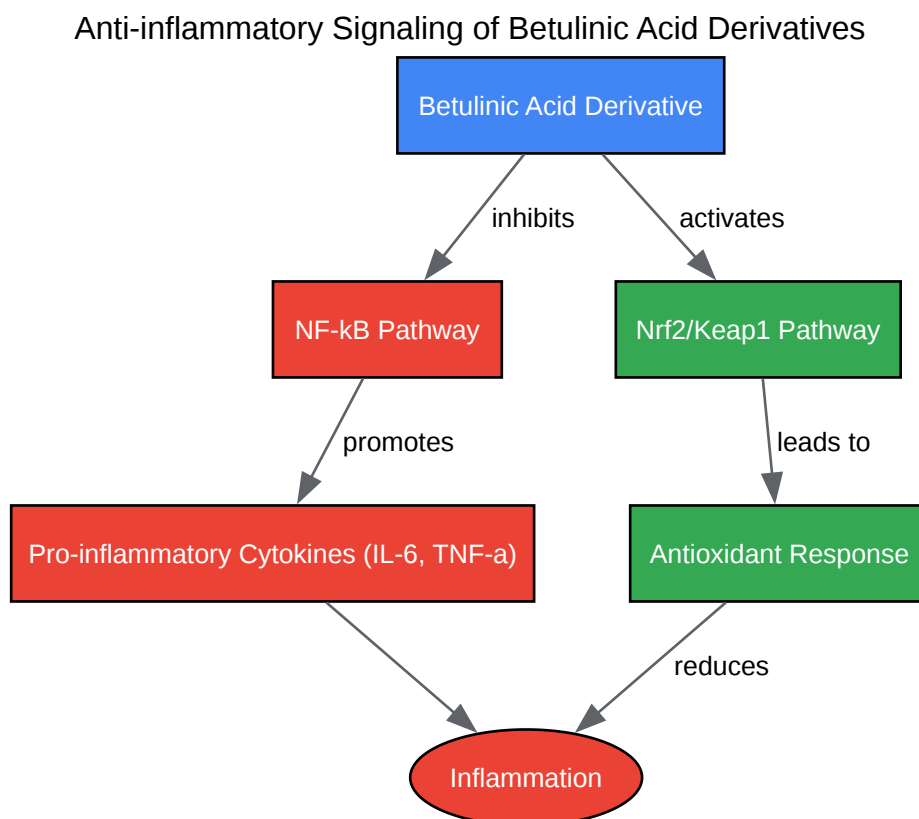 Anti-inflammatory Signaling of Betulinic Acid Derivatives
Betulinic Acid Derivative
inhibits
activates
NF-kB Pathway
Nrf2/Keap1 Pathway
promotes
leads to
Pro-inflammatory Cytokines (IL-6, TNF-a)
Antioxidant Response
reduces
Inflammation